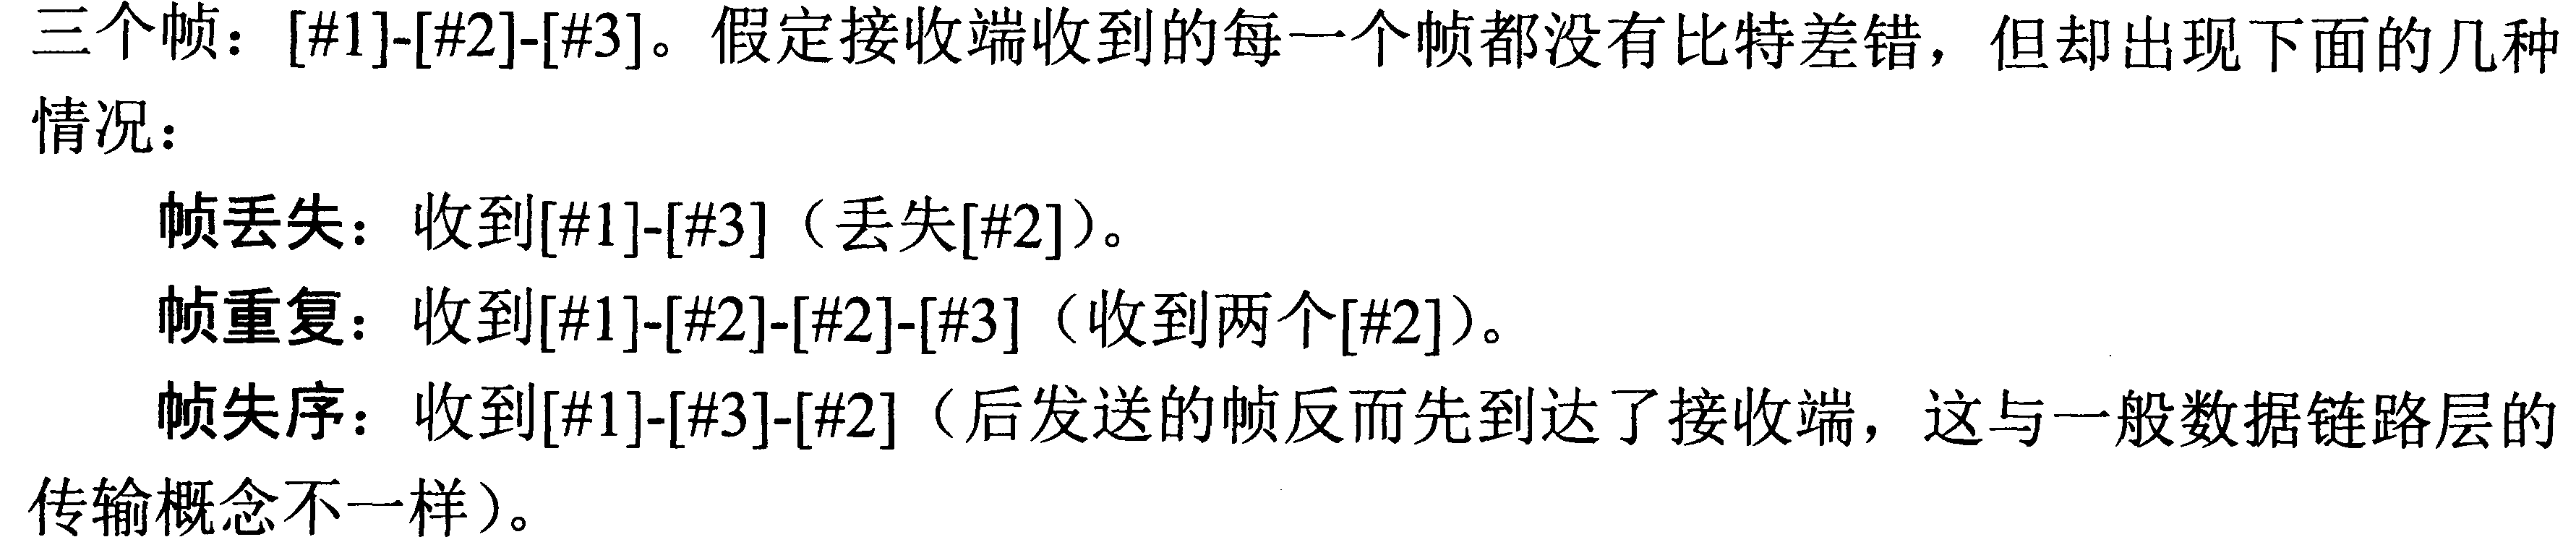 三个帧：[#1]-[#2]-[#3]。假定接收端收到的每一个帧都没有比特差错，但却出现下面的几种
情况：
帧丢失：收到[#1]-[#3]（丢失[#2]）。
帧重复：收到[#1]-[#2]-[#2]-[#3]（收到两个[#2]）。
帧失序：收到[#1]-[#3]-[#2]（后发送的帧反而先到达了接收端，这与一般数据链路层的
传输概念不一样）。